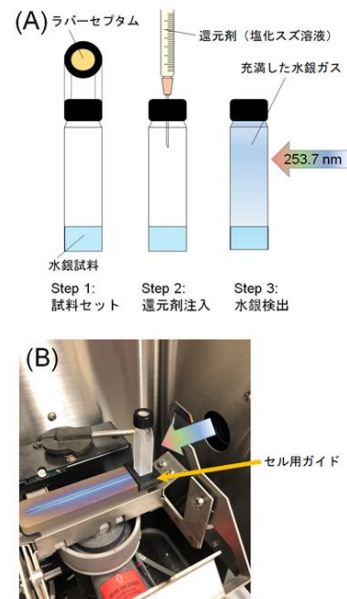 (A)
ラバーセプタム
還元剤（塩化スズ溶液）
充満した水銀ガス
253.7 nm
水銀試料
Step 1:
試料セット
Step 2:
還元剤注入
Step 3:
水銀検出
(B)
セル用ガイド